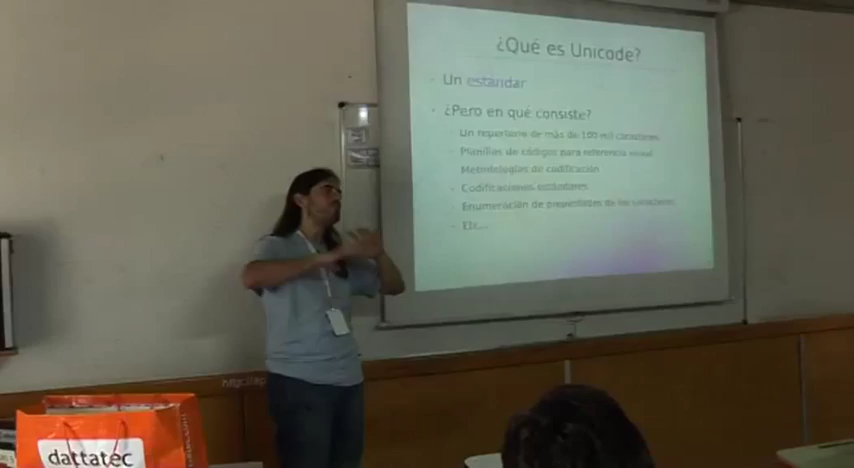 ¿Qué es Unicode?
Un estándar
¿Pero en qué consiste?
Un repertorio de más de 100 mil caracteres
Planillas de códigos para referencia visual
Metodologías de codificación
Codificaciones estándares
Enumeración de propiedades de los caracteres
Etc...
dattatec